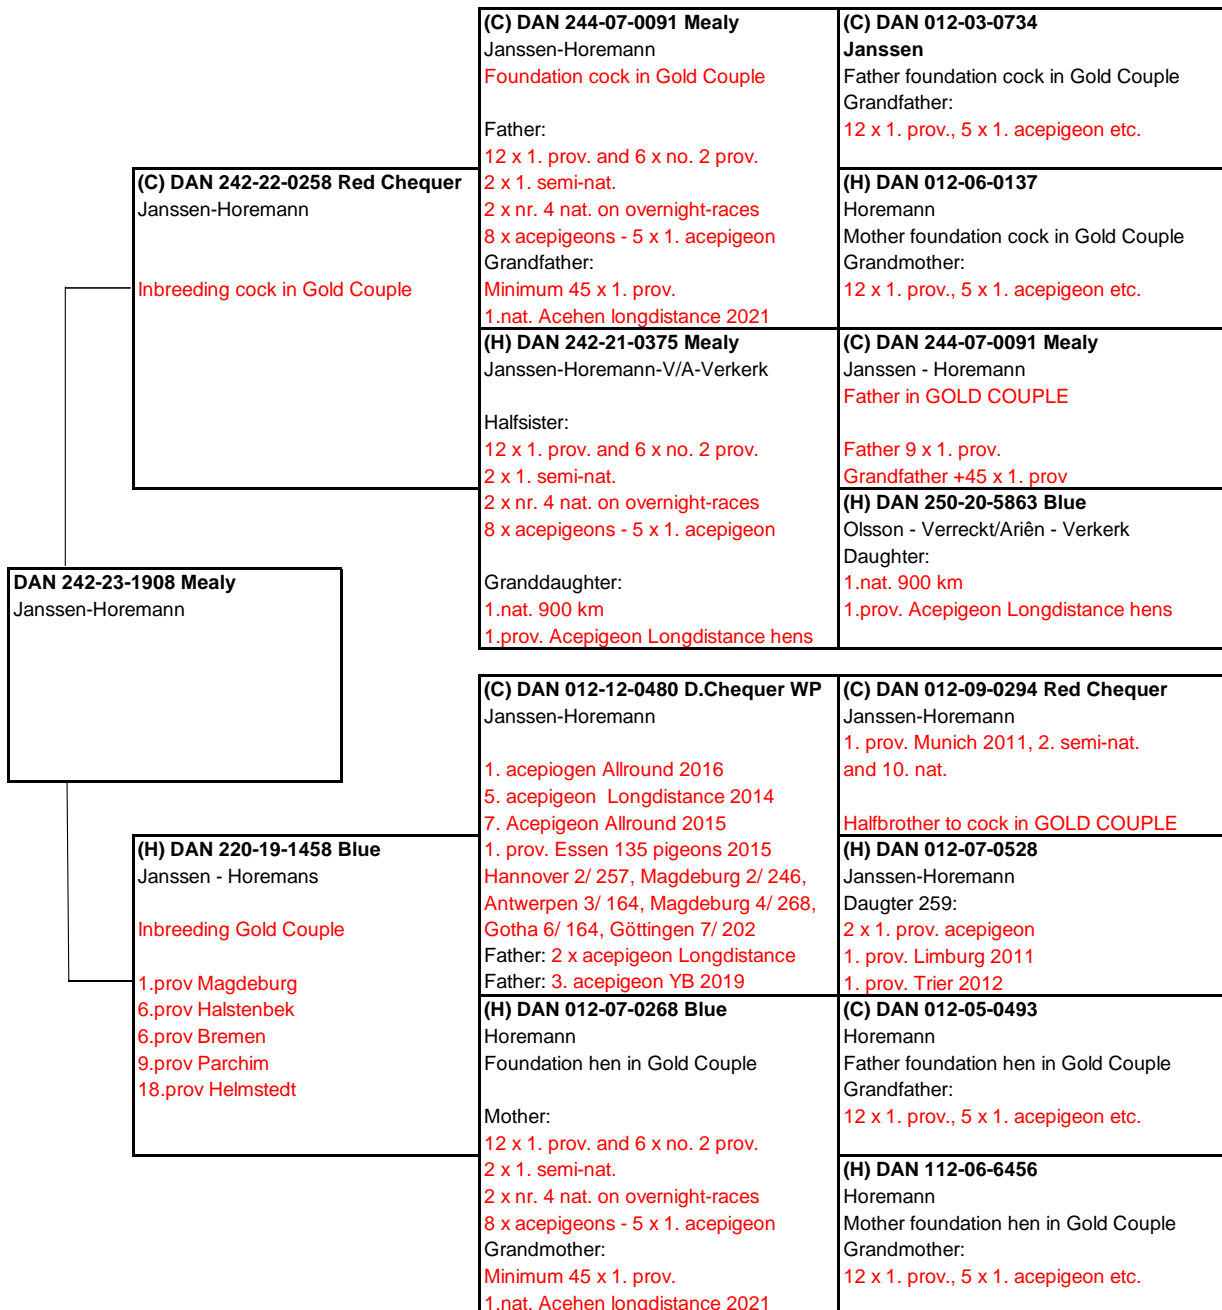 DAN 242-23-1908 Mealy
Janssen-Horemann
(C) DAN 242-22-0258 Red Chequer
Janssen-Horemann
Inbreeding cock in Gold Couple
(H) DAN 220-19-1458 Blue
Janssen - Horemans
Inbreeding Gold Couple
1.prov Magdeburg
6.prov Halstenbek
6.prov Bremen
9.prov Parchim
18.prov Helmstedt
(C) DAN 244-07-0091 Mealy
Janssen-Horemann
Foundation cock in Gold Couple
Father:
12 x 1. prov. and 6 x no. 2 prov.
2 x 1. semi-nat.
2 x nr. 4 nat. on overnight-races
8 x acepigeons - 5 x 1. acepigeon
Grandfather:
Minimum 45 x 1. prov.
1.nat. Acehen longdistance 2021
(H) DAN 242-21-0375 Mealy
Janssen-Horemann-V/A-Verkerk
Halfsister:
12 x 1. prov. and 6 x no. 2 prov.
2 x 1. semi-nat.
2 x nr. 4 nat. on overnight-races
8 x acepigeons - 5 x 1. acepigeon
Granddaughter:
1.nat. 900 km
1.prov. Acepigeon Longdistance hens
(C) DAN 012-12-0480 D.Chequer WP
Janssen-Horemann
1. acepiogen Allround 2016
5. acepigeon  Longdistance 2014
7. Acepigeon Allround 2015
1. prov. Essen 135 pigeons 2015
Hannover 2/ 257, Magdeburg 2/ 246,
Antwerpen 3/ 164, Magdeburg 4/ 268,
Gotha 6/ 164, Göttingen 7/ 202
Father: 2 x acepigeon Longdistance
Father: 3. acepigeon YB 2019
(H) DAN 012-07-0268 Blue
Horemann
Foundation hen in Gold Couple
Mother:
12 x 1. prov. and 6 x no. 2 prov.
2 x 1. semi-nat.
2 x nr. 4 nat. on overnight-races
8 x acepigeons - 5 x 1. acepigeon
Grandmother:
Minimum 45 x 1. prov.
1.nat. Acehen longdistance 2021
(C) DAN 012-03-0734
Janssen
Father foundation cock in Gold Couple
Grandfather:
12 x 1. prov., 5 x 1. acepigeon etc.
(H) DAN 012-06-0137
Horemann
Mother foundation cock in Gold Couple
Grandmother:
12 x 1. prov., 5 x 1. acepigeon etc.
(C) DAN 244-07-0091 Mealy
Janssen - Horemann
Father in GOLD COUPLE
Father 9 x 1. prov.
Grandfather +45 x 1. prov
(H) DAN 250-20-5863 Blue
Olsson - Verreckt/Ariên - Verkerk
Daughter:
1.nat. 900 km
1.prov. Acepigeon Longdistance hens
(C) DAN 012-09-0294 Red Chequer
Janssen-Horemann
1. prov. Munich 2011, 2. semi-nat.
and 10. nat.
Halfbrother to cock in GOLD COUPLE
(H) DAN 012-07-0528
Janssen-Horemann
Daugter 259:
2 x 1. prov. acepigeon
1. prov. Limburg 2011
1. prov. Trier 2012
(C) DAN 012-05-0493
Horemann
Father foundation hen in Gold Couple
Grandfather:
12 x 1. prov., 5 x 1. acepigeon etc.
(H) DAN 112-06-6456
Horemann
Mother foundation hen in Gold Couple
Grandmother:
12 x 1. prov., 5 x 1. acepigeon etc.